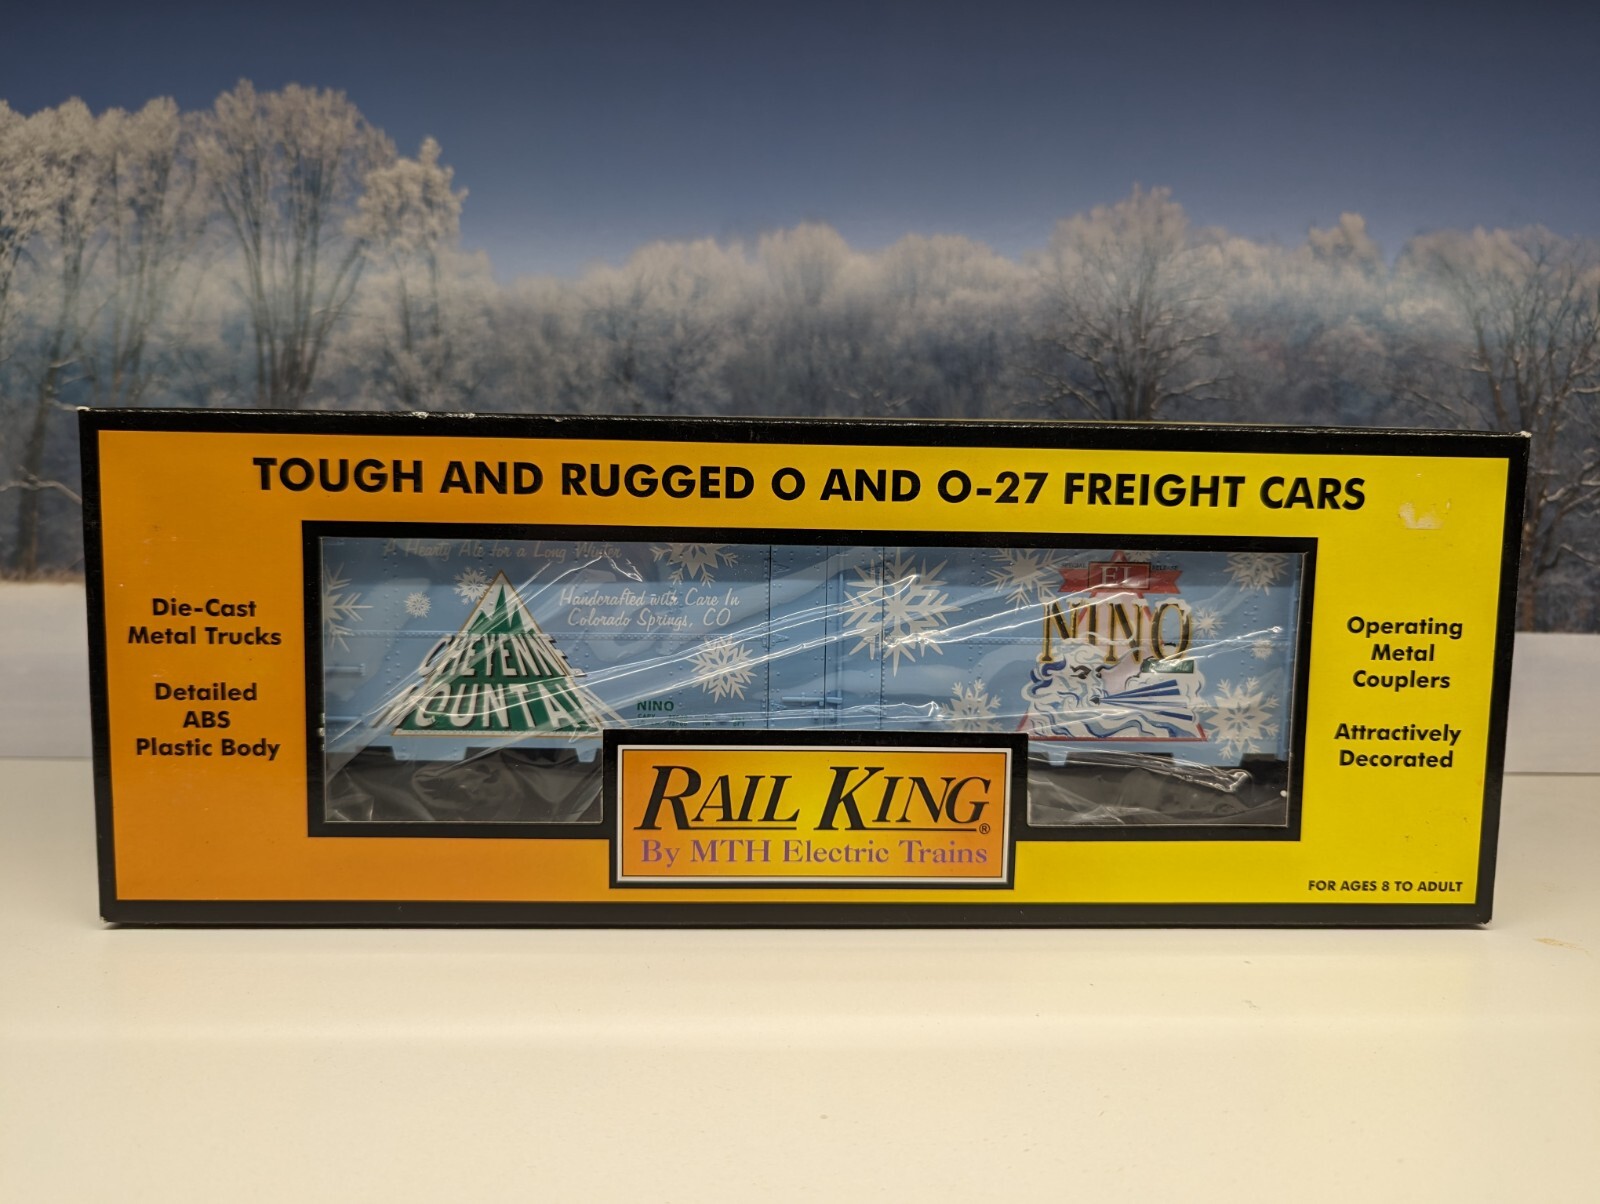 TOUGH AND RUGGED O AND O-27 FREIGHT CARS
Die-Cast
Metal Trucks
Detailed
ABS
Plastic Body
A Hearty Ale for a Long Winter
Handcrafted with Care In
Colorado Springs, CO
CHEYENNE
MOUNTAIN
NINO
SPECIAL
EL
NINO
RAIL KING®
By MTH Electric Trains
Operating
Metal
Couplers
Attractively
Decorated
FOR AGES 8 TO ADULT